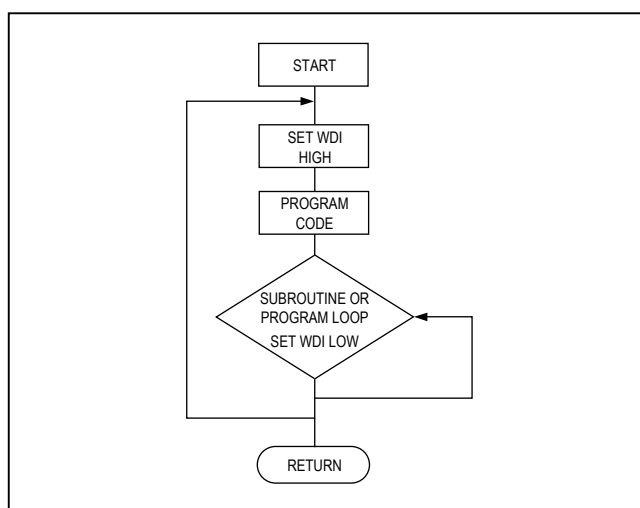 START
SET WDI
HIGH
PROGRAM
CODE
SUBROUTINE OR
PROGRAM LOOP
SET WDI LOW
RETURN